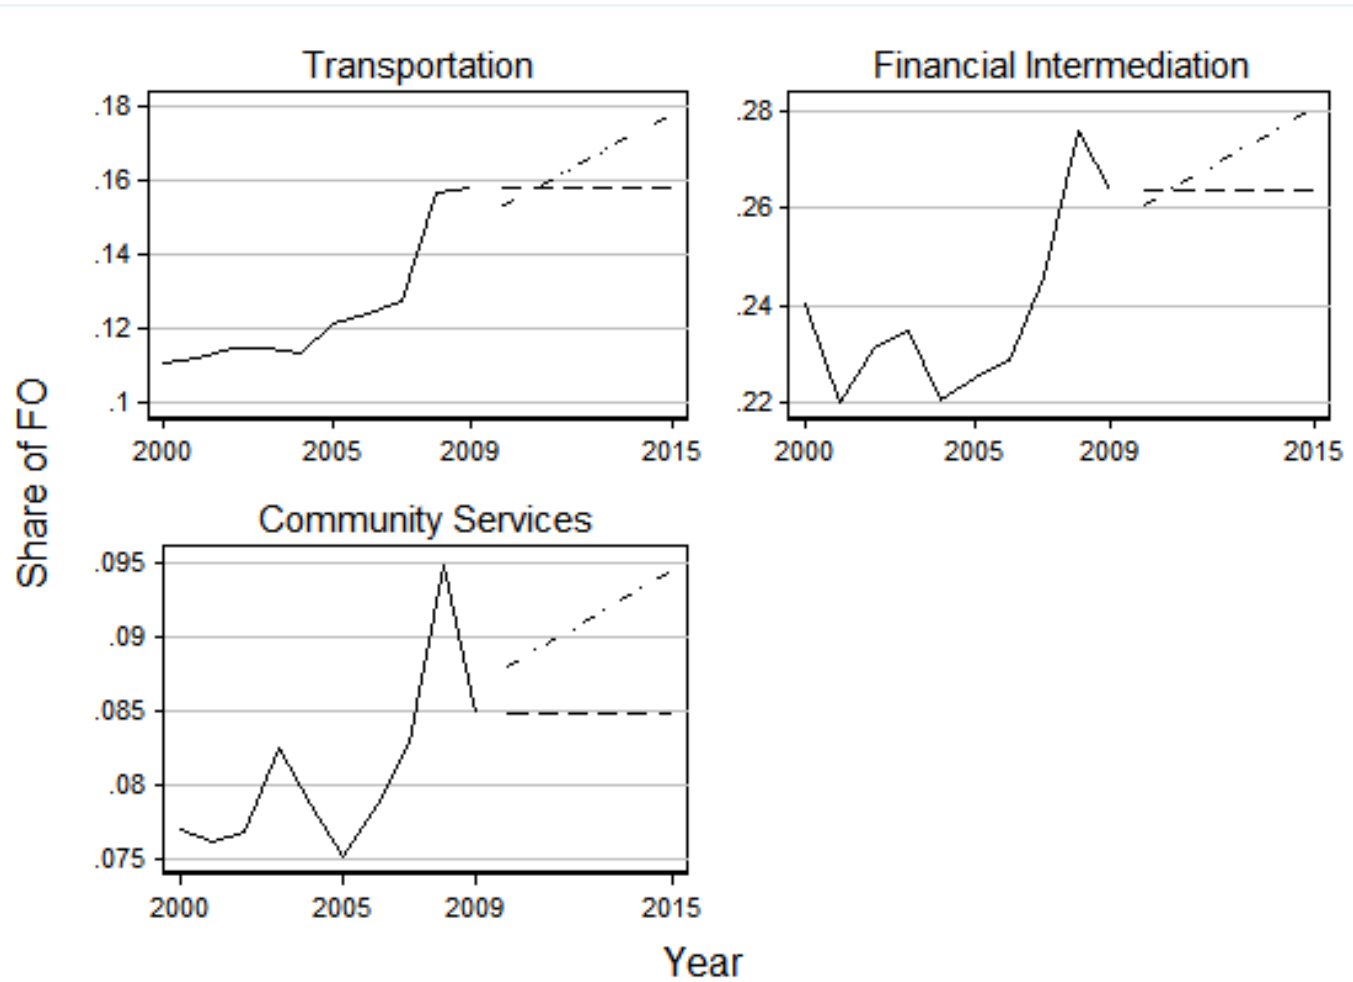 Transportation
.18
.16
.14
.12
.1
2000 2005 2009 2015
Financial Intermediation
.28
.26
.24
.22
2000 2005 2009 2015
Share of FO
Community Services
.095
.09
.085
.08
.075
2000 2005 2009 2015
Year